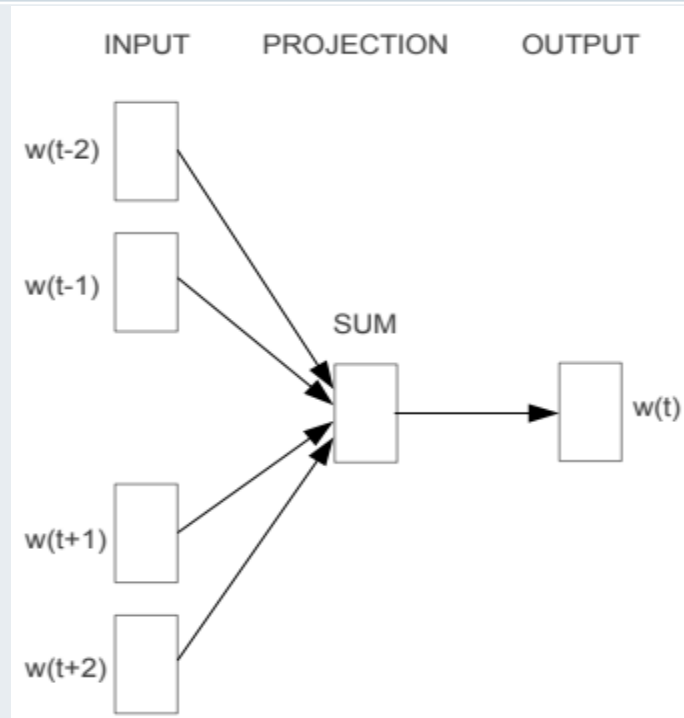 INPUT PROJECTION OUTPUT
w(t-2)
w(t-1)
SUM
w(t)
w(t+1)
w(t+2)